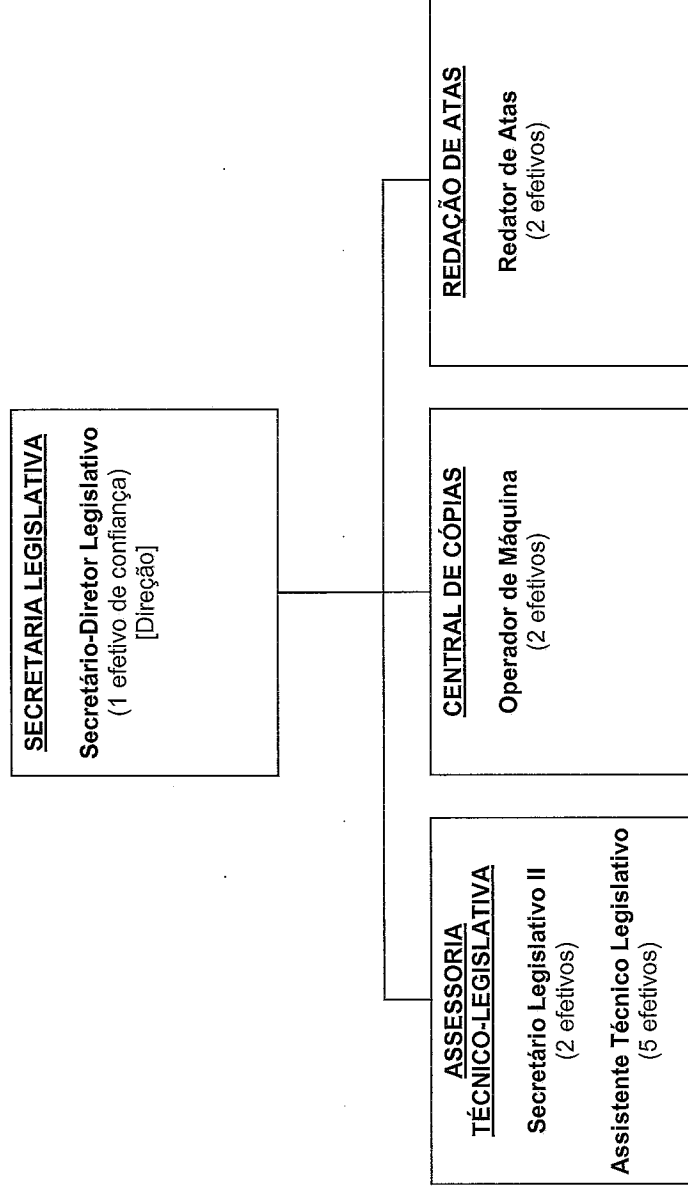 SECRETARIA LEGISLATIVA
Secretário-Diretor Legislativo
(1 efetivo de confiança)
[Direção]
ASSESSORIA
TÉCNICO-LEGISLATIVA
Secretário Legislativo II
(2 efetivos)
Assistente Técnico Legislativo
(5 efetivos)
CENTRAL DE CÓPIAS
Operador de Máquina
(2 efetivos)
REDAÇÃO DE ATAS
Redator de Atas
(2 efetivos)